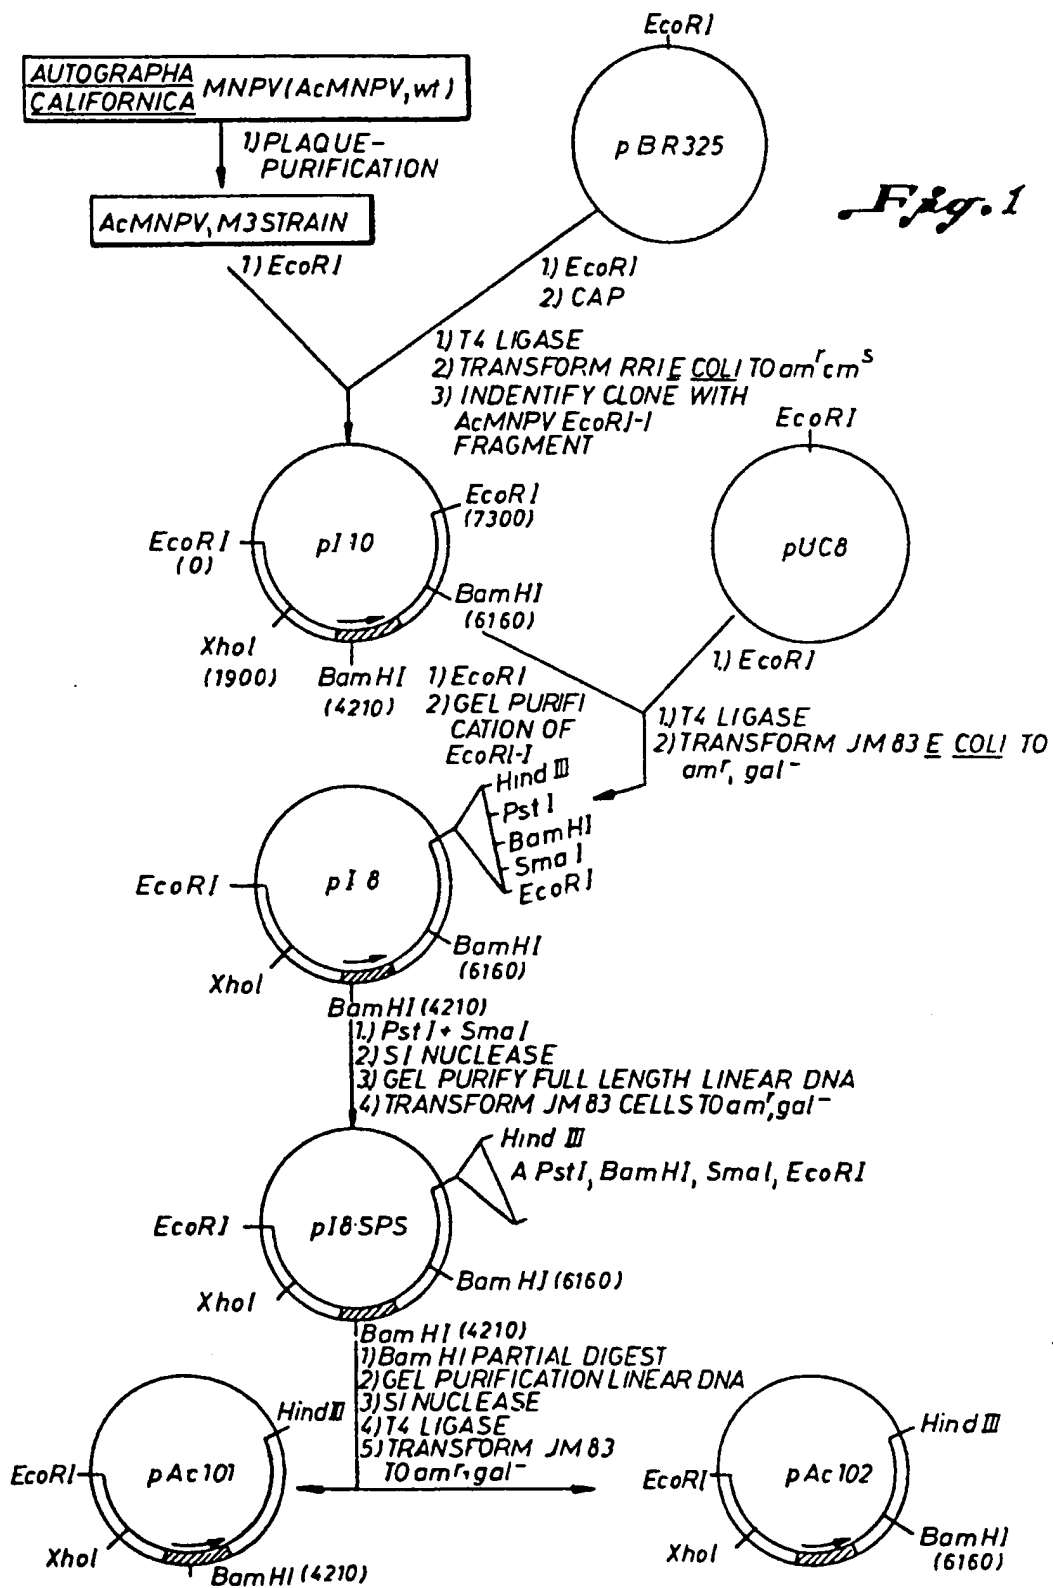 EcoRI
AUTOGRAPHA
CALIFORNICA MNPV(AcMNPV,wt)
1) PLAQUE-
PURIFICATION
pBR325
Fig. 1
AcMNPV, M3 STRAIN
1) EcoRI
1.) EcoRI
2) CAP
1) T4 LIGASE
2) TRANSFORM RRI E COLI TO amʳ cmˢ
3) INDENTIFY CLONE WITH
AcMNPV EcoRI-I
FRAGMENT
EcoRI
pUC8
EcoRI
(7300)
pI10
EcoRI
(0)
BamHI
(6160)
XhoI
(1900)
BamHI
(4210)
1) EcoRI
2) GEL PURIFI
CATION OF
EcoRI-I
1.) EcoRI
1.) T4 LIGASE
2) TRANSFORM JM 83 E COLI TO
amʳ, gal⁻
Hind III
Pst I
BamHI
Sma I
EcoRI
pI 8
EcoRI
BamHI
(6160)
XhoI
BamHI (4210)
1.) Pst I + Sma I
2) SI NUCLEASE
3) GEL PURIFY FULL LENGTH LINEAR DNA
4) TRANSFORM JM 83 CELLS TO amʳ, gal⁻
Hind III
A PstI, BamHI, SmaI, EcoRI
pI8·SPS
EcoRI
BamHI (6160)
XhoI
BamHI (4210)
1) Bam HI PARTIAL DIGEST
2) GEL PURIFICATION LINEAR DNA
3) SI NUCLEASE
4) T4 LIGASE
5) TRANSFORM JM 83
TO amʳ, gal⁻
Hind III
pAc101
EcoRI
XhoI
BamHI (4210)
Hind III
pAc102
EcoRI
XhoI
BamHI
(6160)